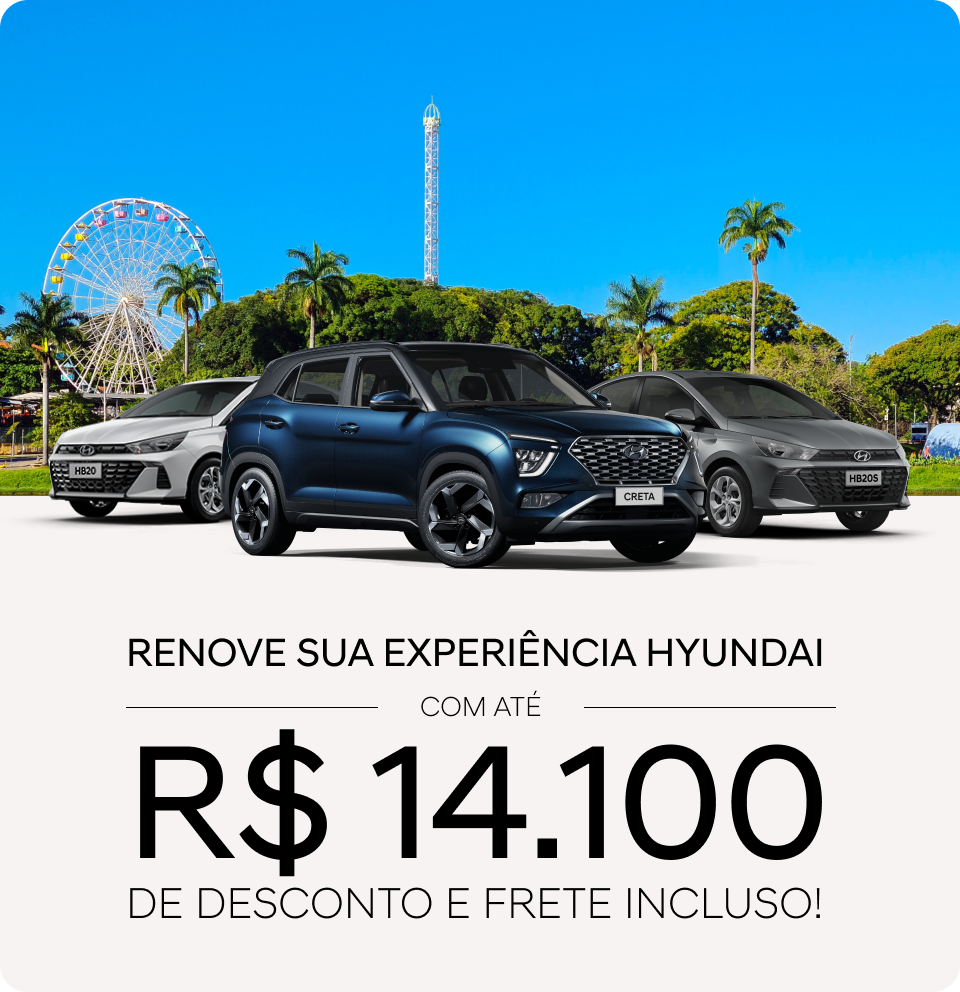 HB20
CRETA
HB20S
RENOVE SUA EXPERIÊNCIA HYUNDAI
COM ATÉ
R$ 14.100
DE DESCONTO E FRETE INCLUSO!